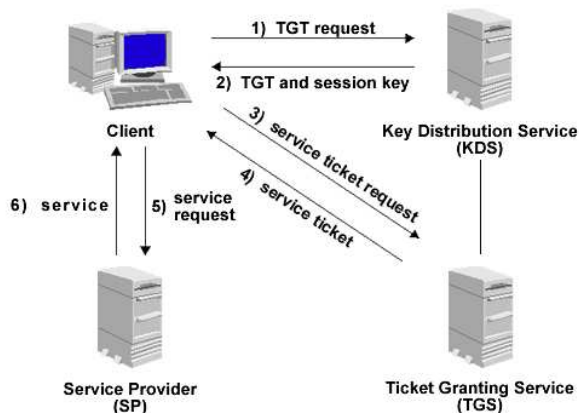 1) TGT request
2) TGT and session key
Client
Key Distribution Service
(KDS)
3) service ticket request
4) service ticket
6) service
5) service
request
Service Provider
(SP)
Ticket Granting Service
(TGS)